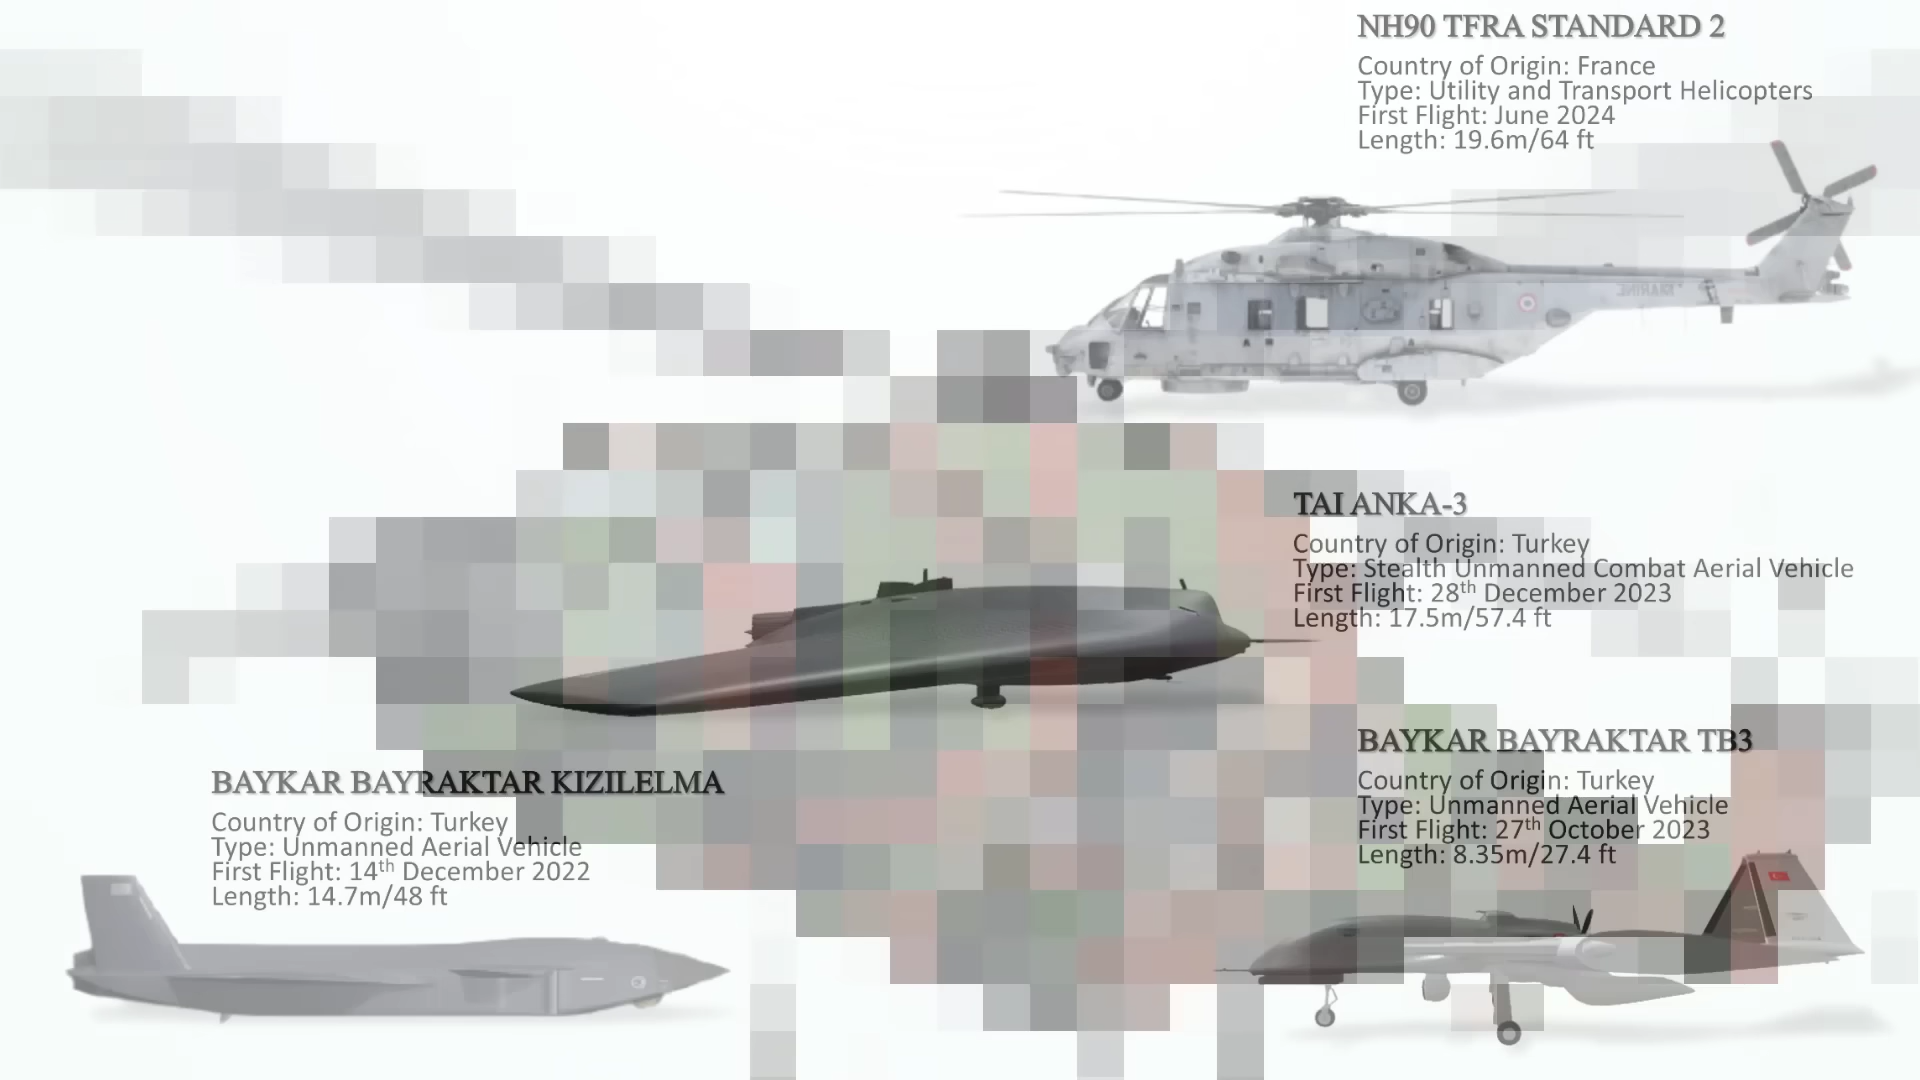 NH90 TFRA STANDARD 2
Country of Origin: France
Type: Utility and Transport Helicopters
First Flight: June 2024
Length: 19.6m/64 ft
MARINE
TAI ANKA-3
Country of Origin: Turkey
Type: Stealth Unmanned Combat Aerial Vehicle
First Flight: 28th December 2023
Length: 17.5m/57.4 ft
BAYKAR BAYRAKTAR TB3
Country of Origin: Turkey
Type: Unmanned Aerial Vehicle
First Flight: 27th October 2023
Length: 8.35m/27.4 ft
BAYKAR BAYRAKTAR KIZILELMA
Country of Origin: Turkey
Type: Unmanned Aerial Vehicle
First Flight: 14th December 2022
Length: 14.7m/48 ft